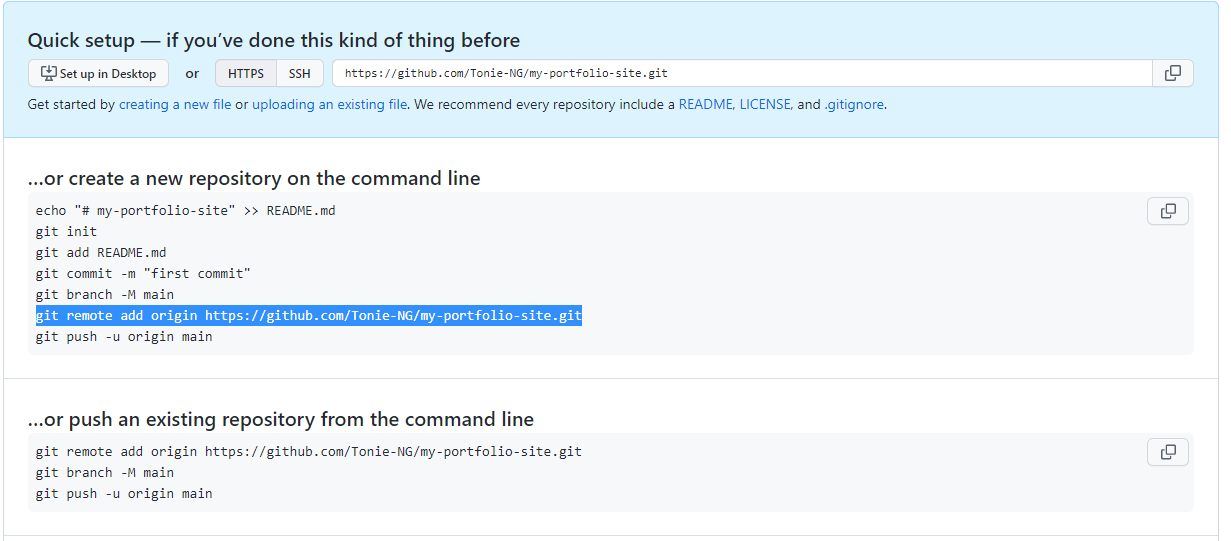 Quick setup — if you’ve done this kind of thing before
Set up in Desktop or HTTPS SSH https://github.com/Tonie-NG/my-portfolio-site.git
Get started by creating a new file or uploading an existing file. We recommend every repository include a README, LICENSE, and .gitignore.
…or create a new repository on the command line
echo "# my-portfolio-site" >> README.md
git init
git add README.md
git commit -m "first commit"
git branch -M main
git remote add origin https://github.com/Tonie-NG/my-portfolio-site.git
git push -u origin main
…or push an existing repository from the command line
git remote add origin https://github.com/Tonie-NG/my-portfolio-site.git
git branch -M main
git push -u origin main